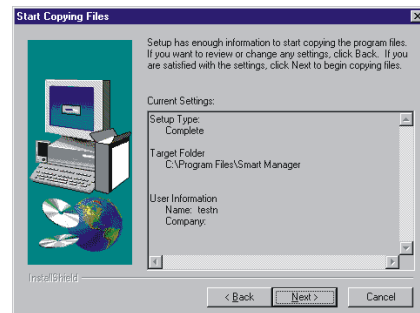 Start Copying Files
Setup has enough information to start copying the program files.
If you want to review or change any settings, click Back. If you
are satisfied with the settings, click Next to begin copying files.
Current Settings:
Setup Type:
Complete
Target Folder
C:\Program Files\Smart Manager
User Information
Name: testn
Company:
InstallShield
< Back
Next >
Cancel